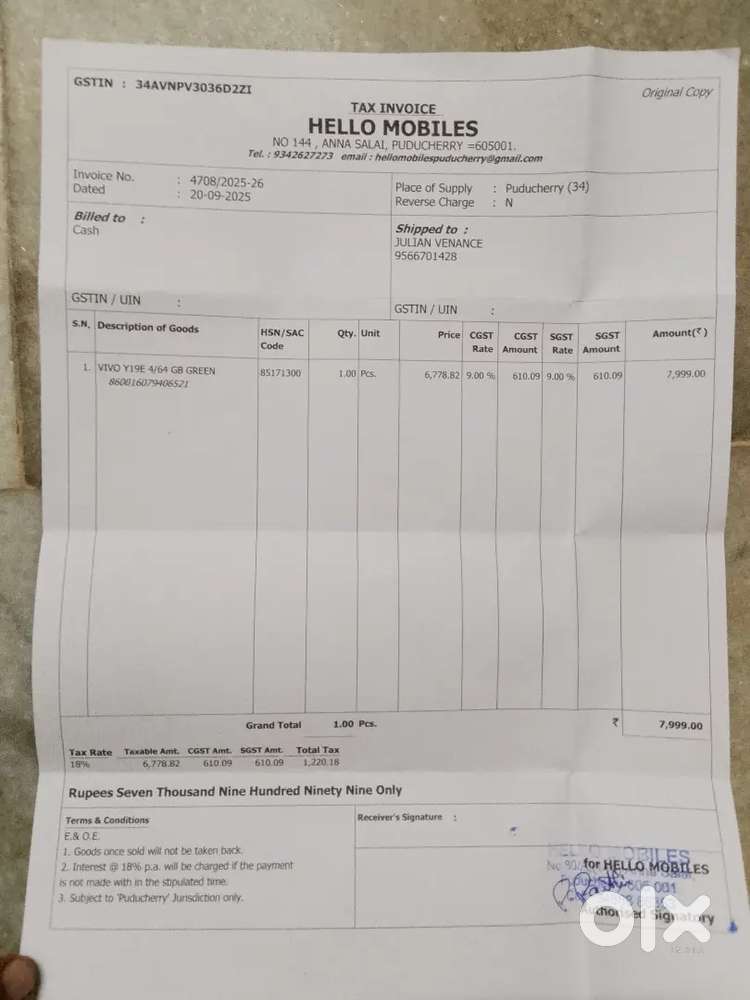 GSTIN : 34AVNPV3036D2ZI
Original Copy
TAX INVOICE
HELLO MOBILES
NO 144 , ANNA SALAI, PUDUCHERRY =605001.
Tel. : 9342627273 email : hellomobilespuducherry@gmail.com
Invoice No. : 4708/2025-26
Dated : 20-09-2025
Place of Supply : Puducherry (34)
Reverse Charge : N
Billed to :
Cash
GSTIN / UIN :
Shipped to :
JULIAN VENANCE
9566701428
GSTIN / UIN :
S.N. Description of Goods HSN/SAC Code Qty. Unit Price CGST Rate CGST Amount SGST Rate SGST Amount Amount(₹)
1. VIVO Y19E 4/64 GB GREEN 85171300 1.00 Pcs. 6,778.82 9.00 % 610.09 9.00 % 610.09 7,999.00
860016079406521
Grand Total 1.00 Pcs. ₹ 7,999.00
Tax Rate Taxable Amt. CGST Amt. SGST Amt. Total Tax
18% 6,778.82 610.09 610.09 1,220.18
Rupees Seven Thousand Nine Hundred Ninety Nine Only
Terms & Conditions
E.& O.E.
1. Goods once sold will not be taken back.
2. Interest @ 18% p.a. will be charged if the payment
is not made with in the stipulated time.
3. Subject to 'Puducherry' Jurisdiction only.
Receiver's Signature :
HELLO MOBILES
for HELLO MOBILES
Authorised Signatory
olx